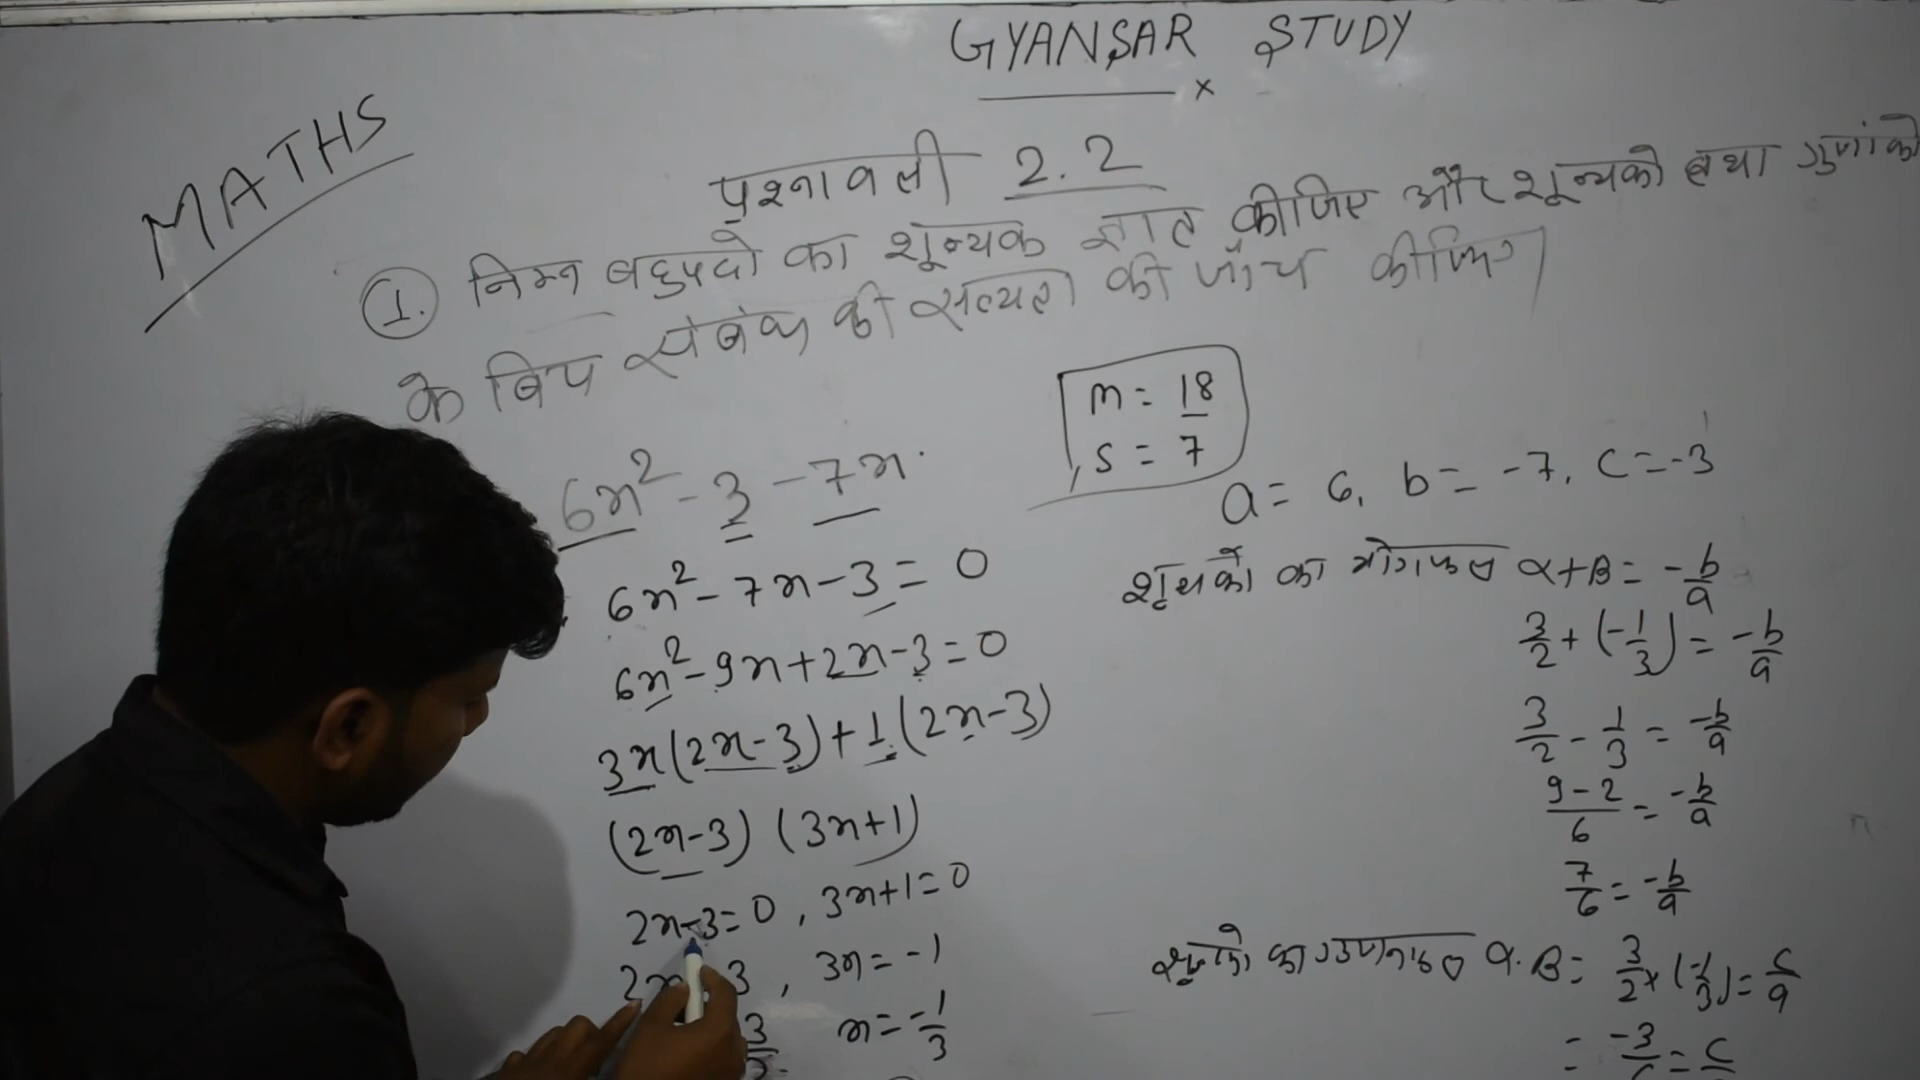 GYANSAR STUDY
x
MATHS
प्रश्नावली 2.2
1. निम्न बहुपदो का शून्यक ज्ञात कीजिए और शून्यको तथा गुणांको
के बिच संबंध की सत्यता की जाँच कीजिए।
m = 18
s = 7
6x² - 3 - 7x.
6x² - 7x - 3 = 0
6x² - 9x + 2x - 3 = 0
3x(2x - 3) + 1(2x - 3)
(2x - 3) (3x + 1)
2x - 3 = 0 , 3x + 1 = 0
2x 3 , 3x = -1
3/2 x = -1/3
a = 6, b = -7, c = -3
शून्यको का योगफल α + β = -b/a
3/2 + (-1/3) = -b/a
3/2 - 1/3 = -b/a
9-2/6 = -b/a
7/6 = -b/a
शून्यको का गुणनफल α.β = 3/2 × (-1/3) = c/a
= -3/6 = c